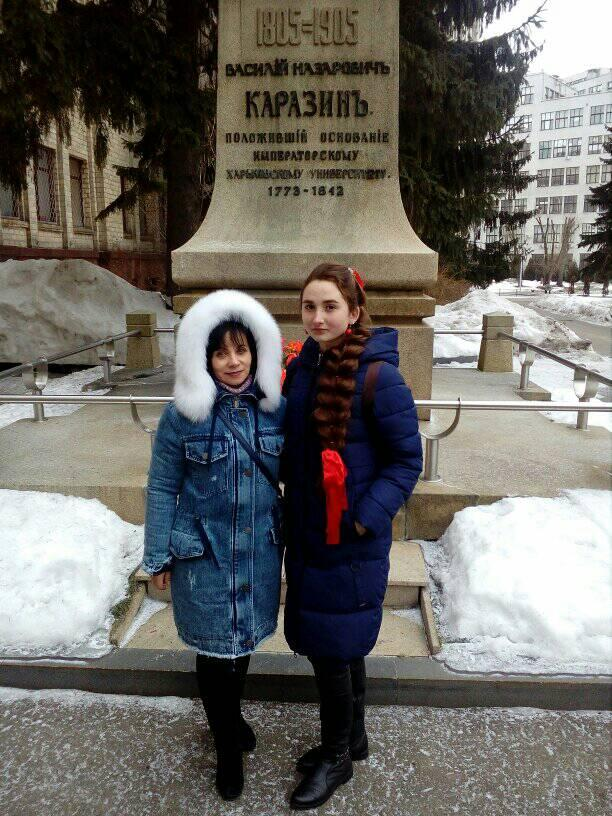 1805=1905
ВАСИЛІЙ НАЗАРОВИЧЪ
КАРАЗИНЪ.
ПОЛОЖИВШІЙ ОСНОВАНІЕ
ИМПЕРАТОРСКОМУ
ХАРЬКОВСКОМУ УНИВЕРСИТЕТУ.
1773-1842